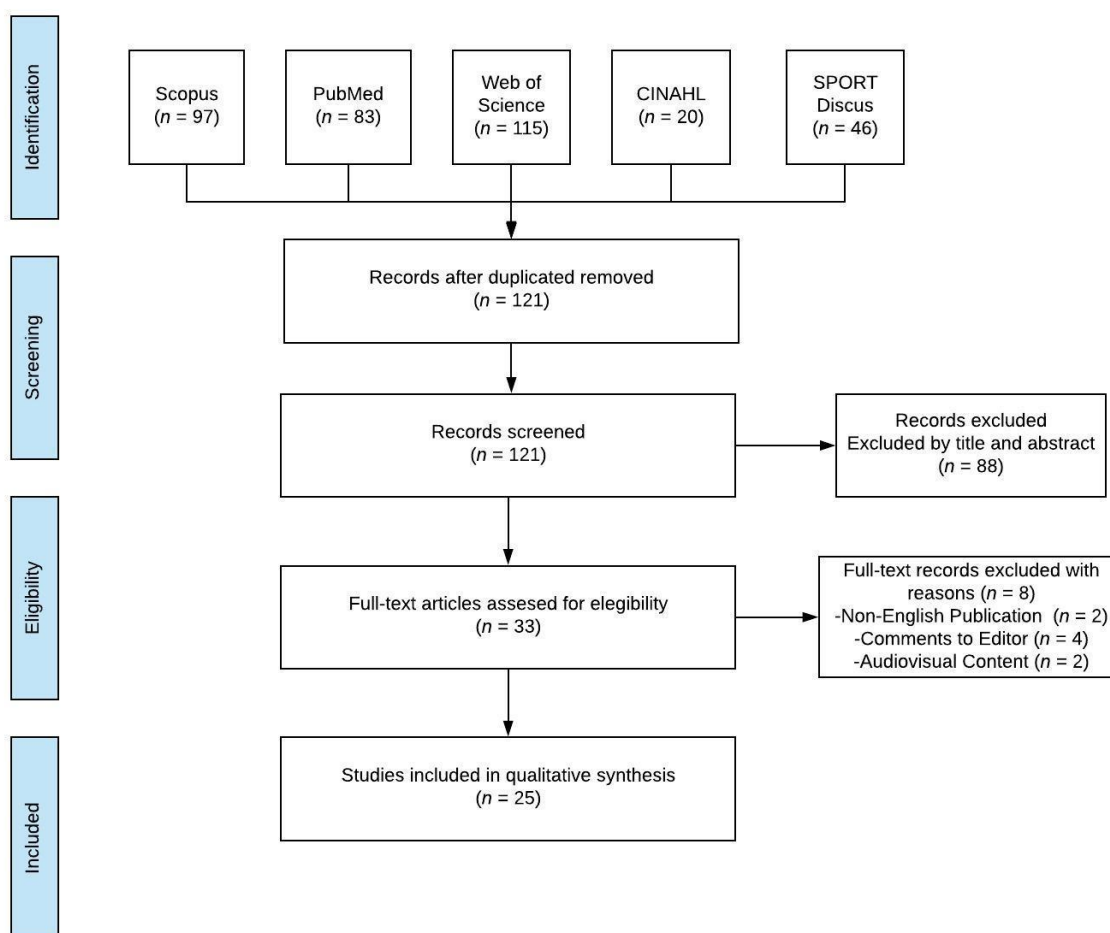 Identification
Scopus
(n = 97)
PubMed
(n = 83)
Web of
Science
(n = 115)
CINAHL
(n = 20)
SPORT
Discus
(n = 46)
Screening
Records after duplicated removed
(n = 121)
Records screened
(n = 121)
Records excluded
Excluded by title and abstract
(n = 88)
Eligibility
Full-text articles assesed for elegibility
(n = 33)
Full-text records excluded with
reasons (n = 8)
-Non-English Publication (n = 2)
-Comments to Editor (n = 4)
-Audiovisual Content (n = 2)
Included
Studies included in qualitative synthesis
(n = 25)